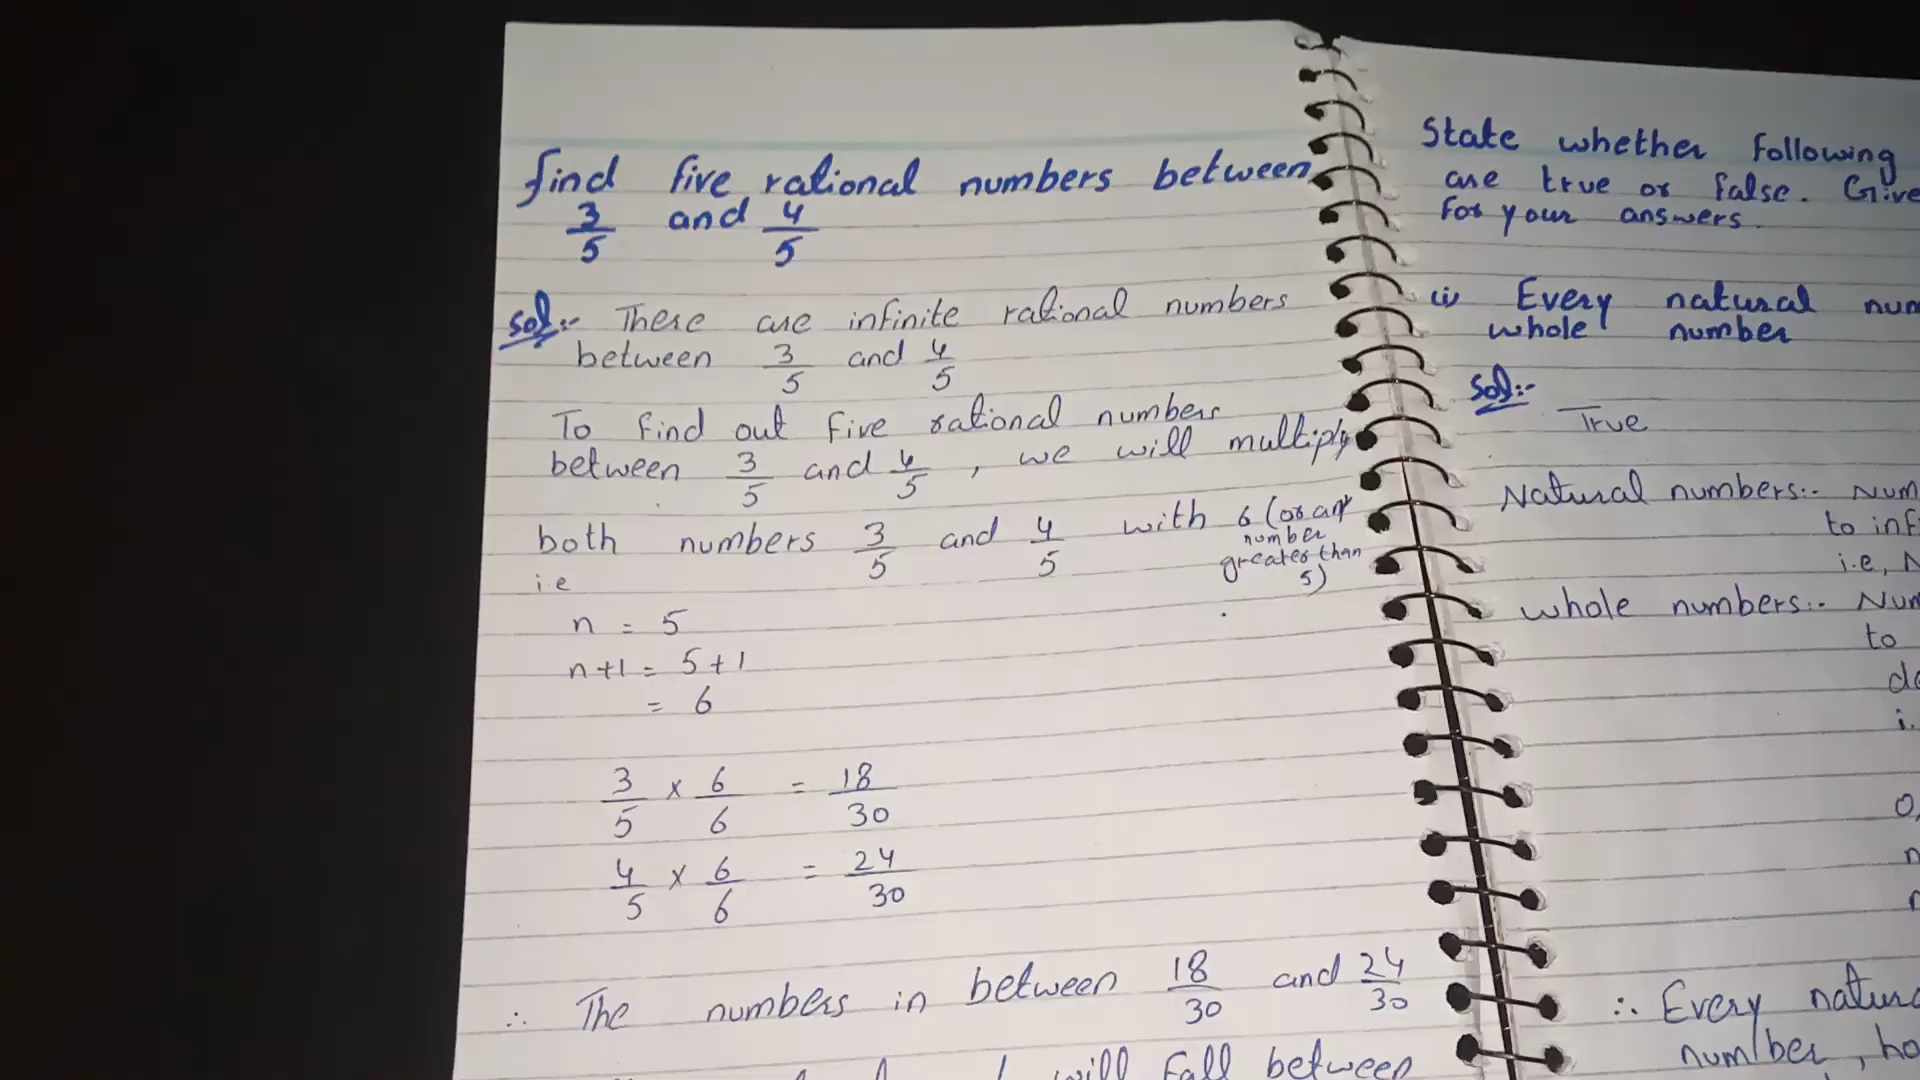 find five rational numbers between
3/5 and 4/5
Sol:- There are infinite rational numbers
between 3/5 and 4/5
To find out five rational numbers
between 3/5 and 4/5, we will multiply
both numbers 3/5 and 4/5 with 6 (or any
number
greater than
5)
i.e
n = 5
n+1 = 5+1
= 6
3/5 × 6/6 = 18/30
4/5 × 6/6 = 24/30
∴ The numbers in between 18/30 and 24/30
will fall between
State whether following
are true or false. Give
for your answers.
(i) Every natural
whole number
Sol:-
True
Natural numbers:-
to
i.e, N
whole numbers:-
to
i.
0,
∴ Every
number,